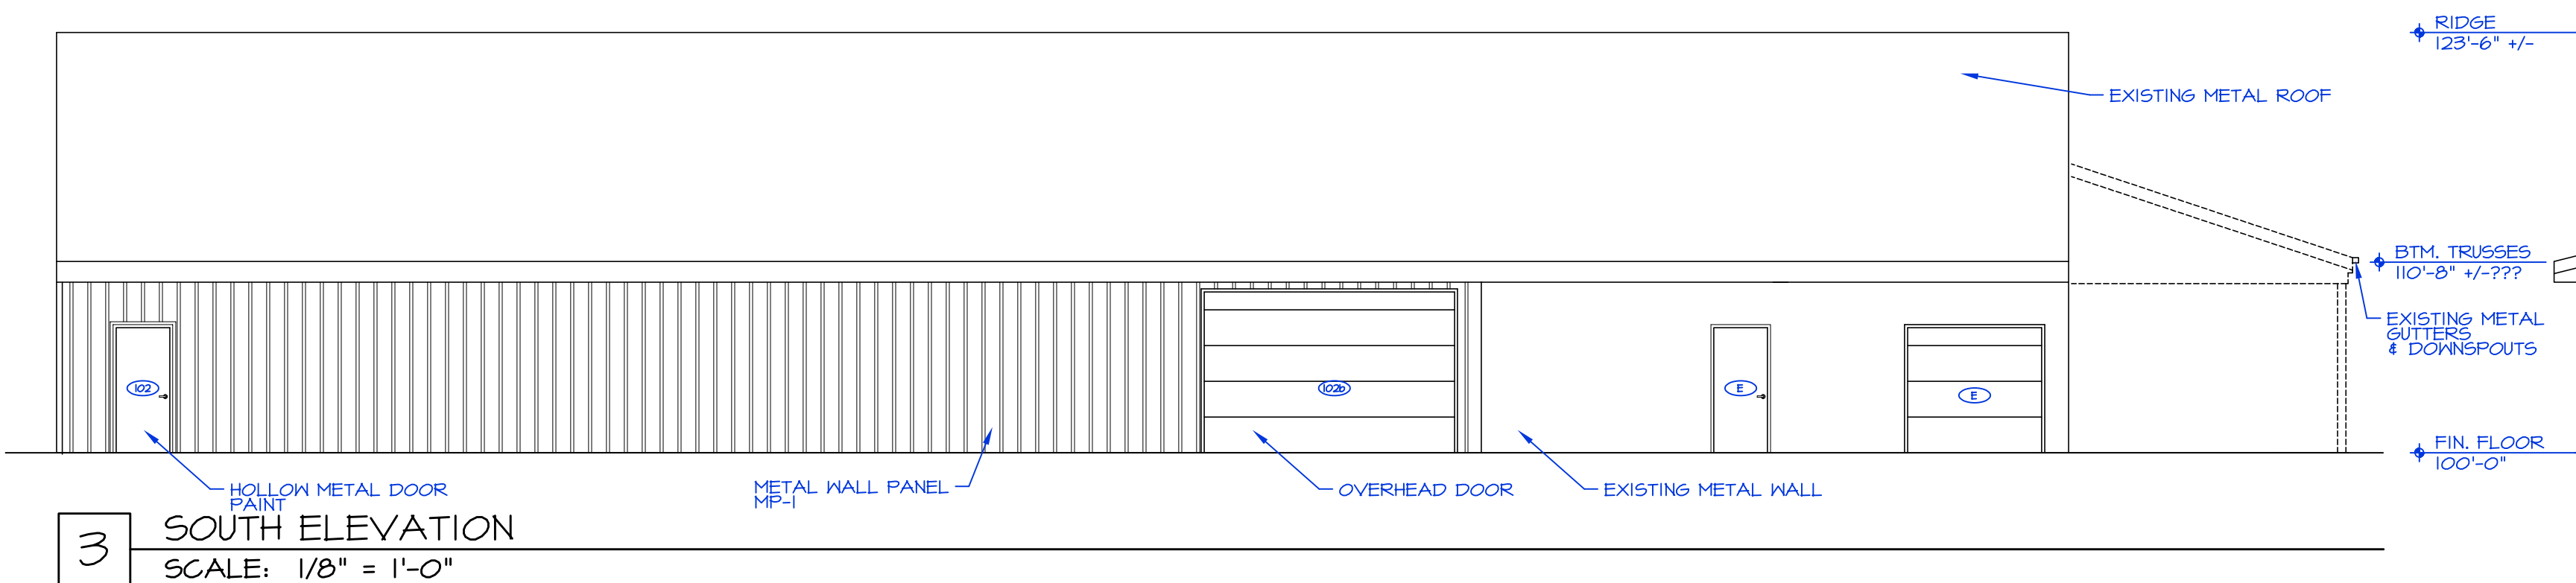 RIDGE
123'-6" +/-
EXISTING METAL ROOF
BTM. TRUSSES
110'-8" +/-???
EXISTING METAL
GUTTERS
& DOWNSPOUTS
102
102b
E
E
FIN. FLOOR
100'-0"
HOLLOW METAL DOOR
PAINT
METAL WALL PANEL
MP-1
OVERHEAD DOOR
EXISTING METAL WALL
3
SOUTH ELEVATION
SCALE: 1/8" = 1'-0"